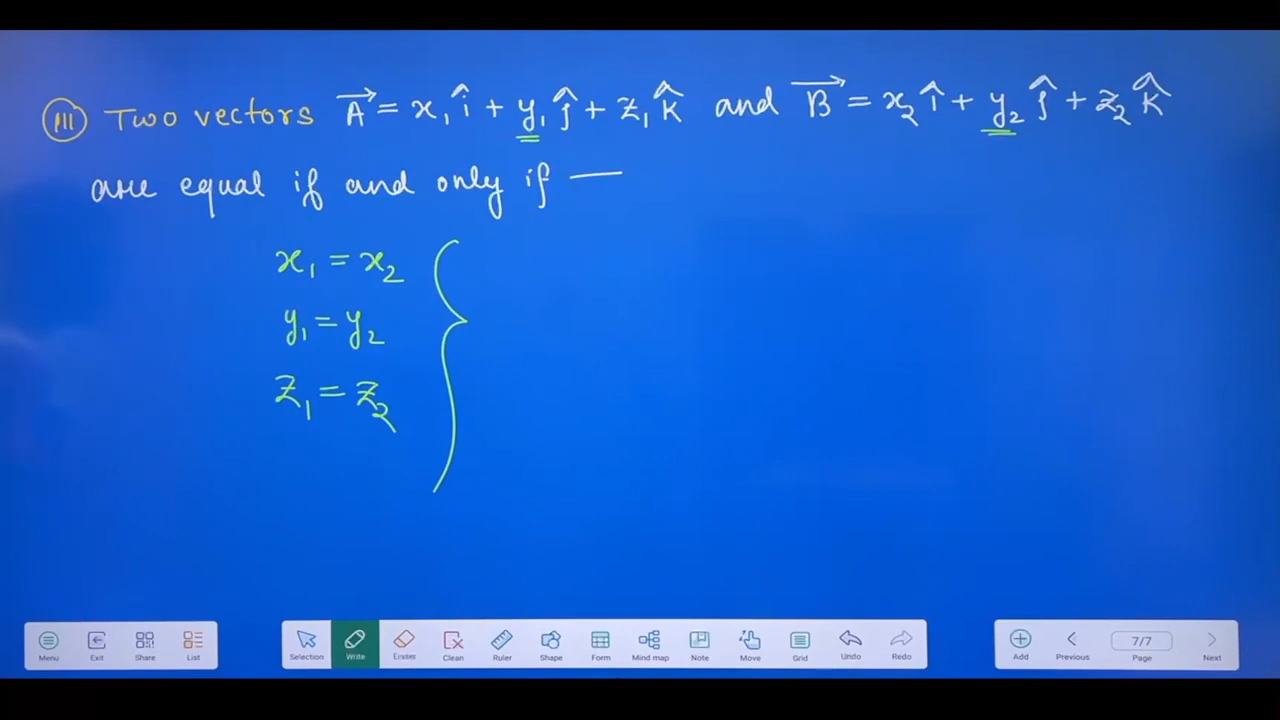 (III) Two vectors A⃗ = x₁î + y₁ĵ + z₁k̂ and B⃗ = x₂î + y₂ĵ + z₂k̂
are equal if and only if —
x₁ = x₂
y₁ = y₂
z₁ = z₂
Menu Exit Share List Selection Write Eraser Clean Ruler Shape Form Mind map Note Move Grid Undo Redo Add Previous 7/7 Page Next